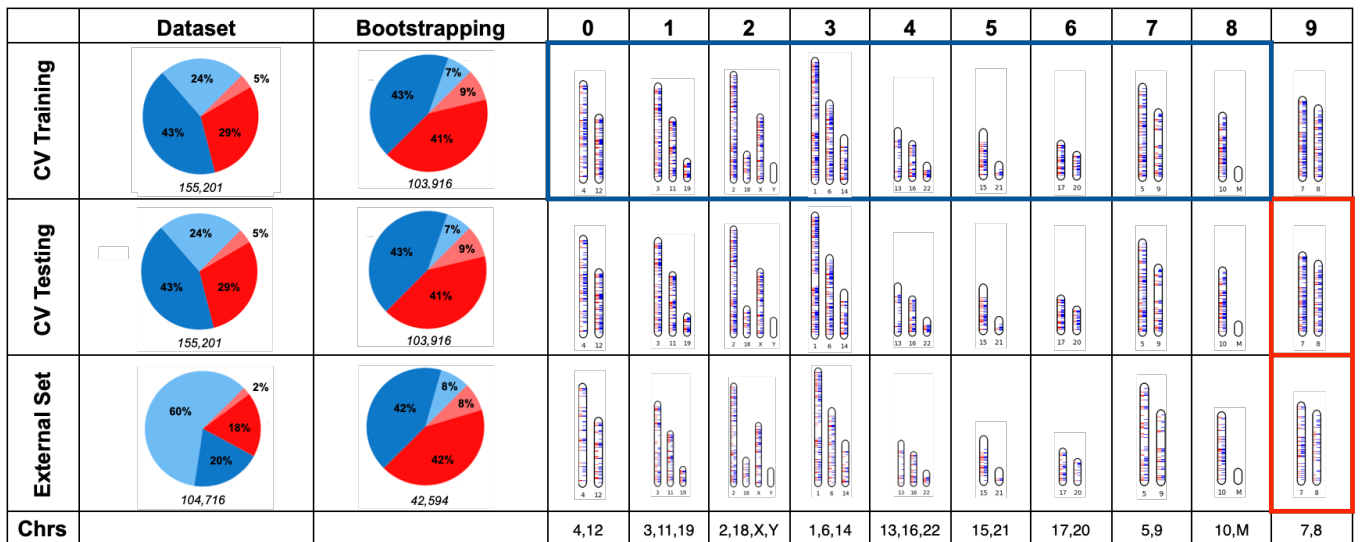 Dataset Bootstrapping 0 1 2 3 4 5 6 7 8 9
CV Training
24% 5% 43% 29%
155,201
7% 9% 43% 41%
103,916
4 12 3 11 19 2 18 X Y 1 6 14 13 16 22 15 21 17 20 5 9 10 M 7 8
CV Testing
24% 5% 43% 29%
155,201
7% 9% 43% 41%
103,916
4 12 3 11 19 2 18 X Y 1 6 14 13 16 22 15 21 17 20 5 9 10 M 7 8
External Set
2% 60% 18% 20%
104,716
8% 8% 42% 42%
42,594
4 12 3 11 19 2 18 X Y 1 6 14 13 16 22 15 21 17 20 5 9 10 M 7 8
Chrs 4,12 3,11,19 2,18,X,Y 1,6,14 13,16,22 15,21 17,20 5,9 10,M 7,8